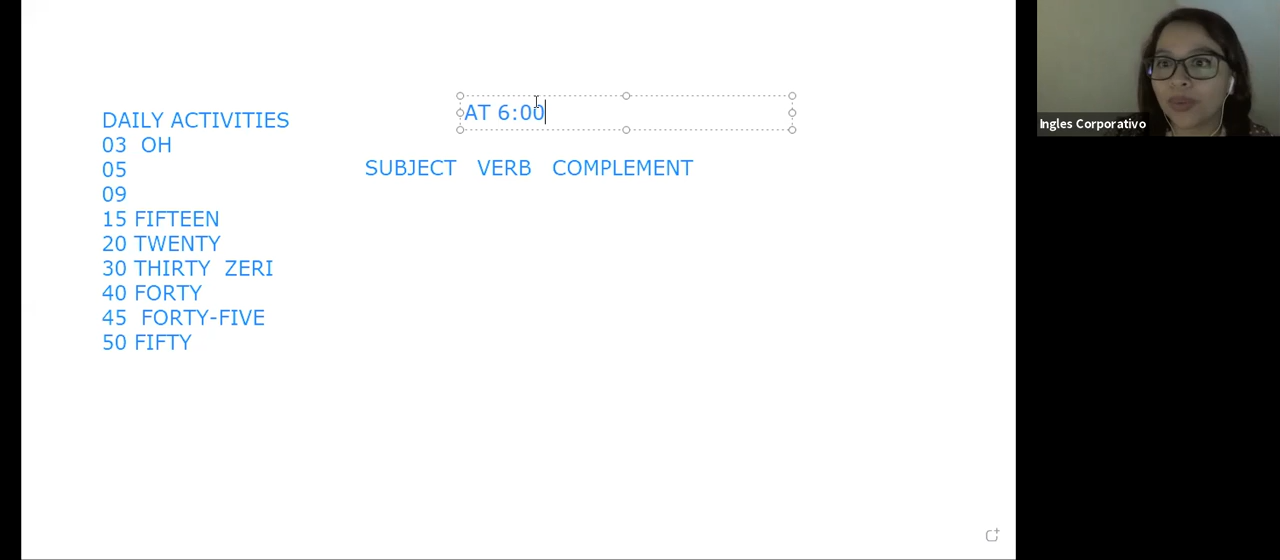 DAILY ACTIVITIES
03 OH
05
09
15 FIFTEEN
20 TWENTY
30 THIRTY ZERI
40 FORTY
45 FORTY-FIVE
50 FIFTY
AT 6:00
SUBJECT VERB COMPLEMENT
Ingles Corporativo